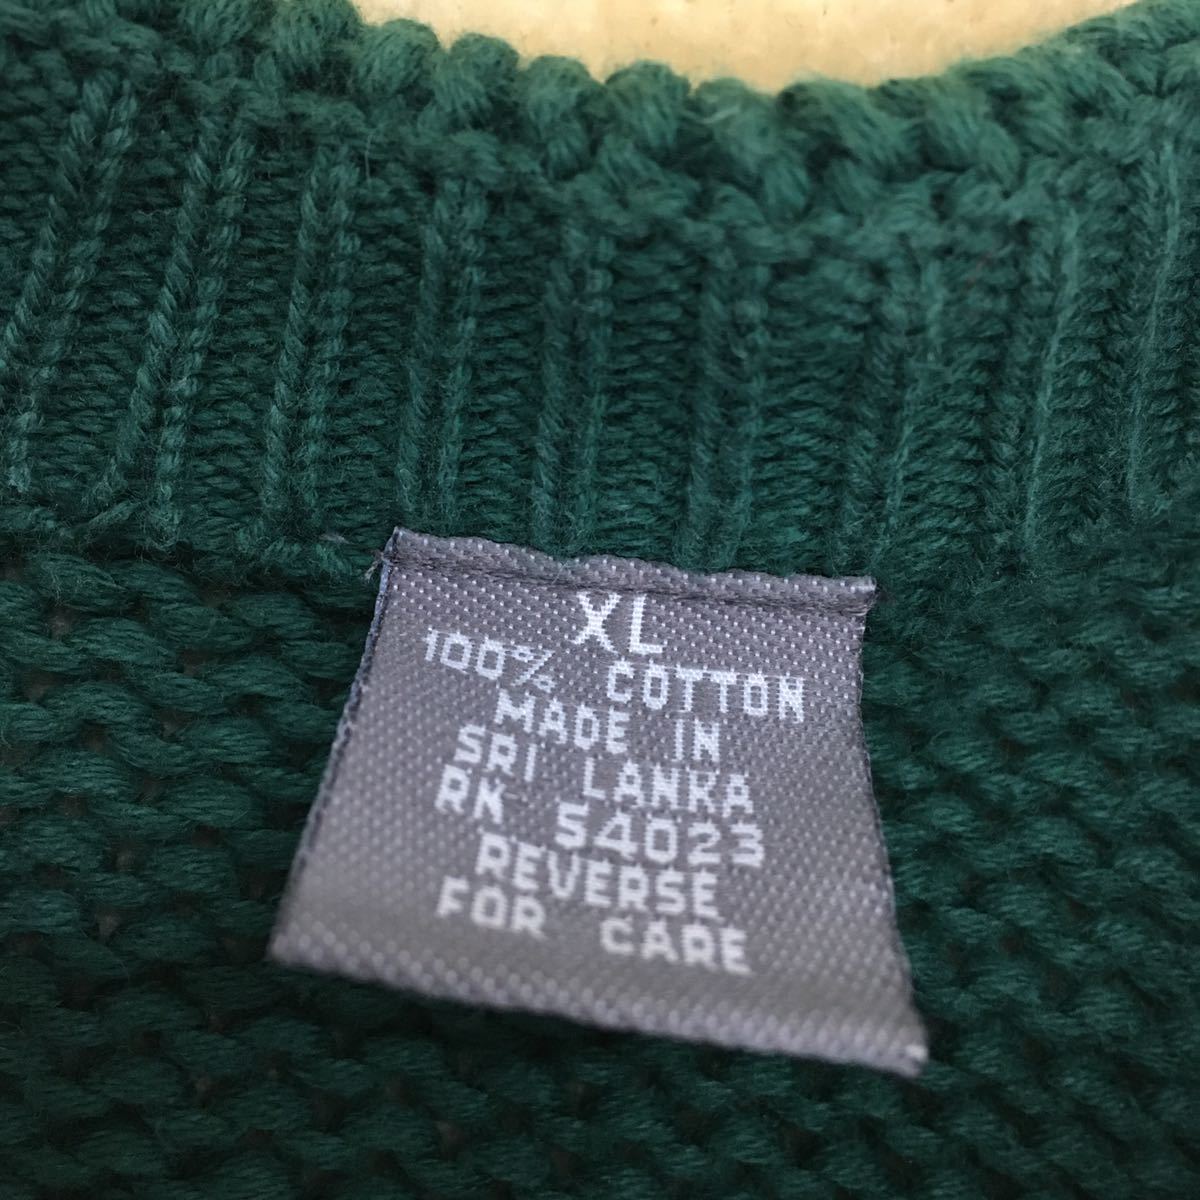 XL
100% COTTON
MADE IN
SRI LANKA
RN 54023
REVERSE
FOR CARE